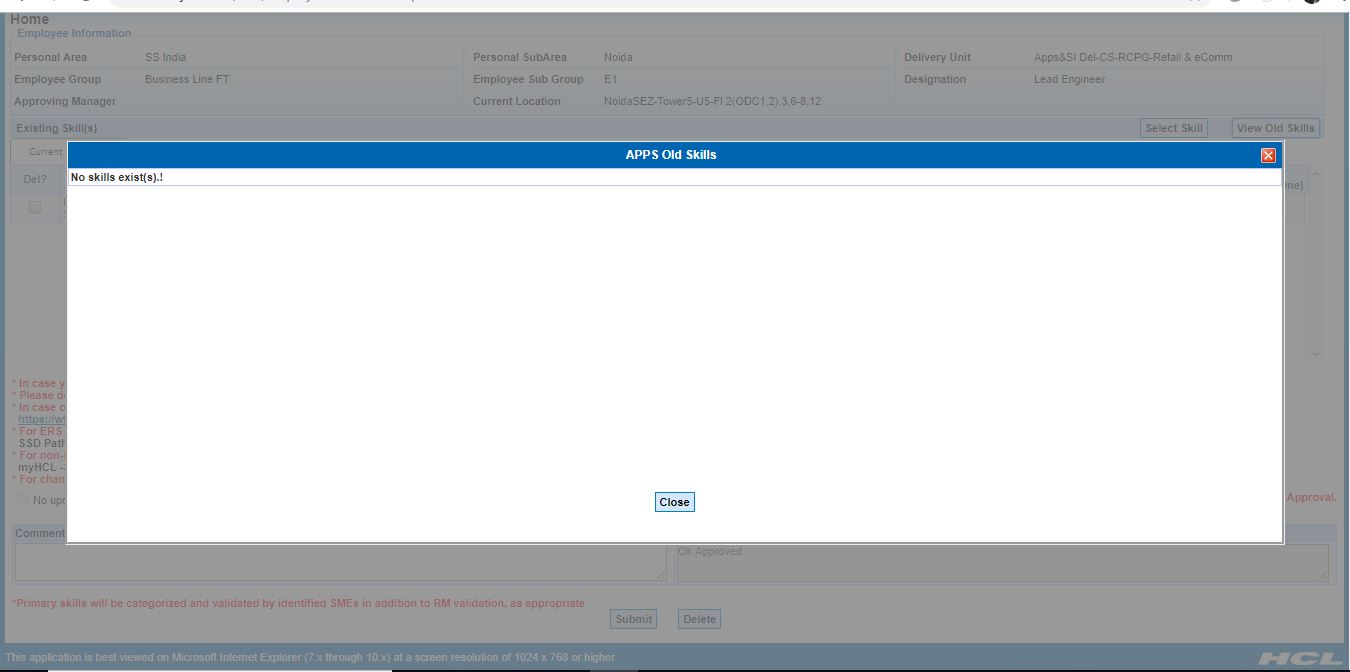 Home
Employee Information
Personal Area SS India Personal SubArea Noida Delivery Unit Apps&SI Del-CS-RCPG-Retail & eComm
Employee Group Business Line FT Employee Sub Group E1 Designation Lead Engineer
Approving Manager Current Location NoidaSEZ-Tower5-U5-Fl 2(ODC1,2),3,6-8,12
Existing Skill(s) Select Skill View Old Skills
Current
APPS Old Skills
No skills exist(s).!
Del?
* In case
* Please
* In case
https://
* For ERS
SSD Path
* For
myHCL
* For
No
Close
Approval.
Comment
Ok Approved
*Primary skills will be categorized and validated by identified SMEs in addition to RM validation, as appropriate
Submit Delete
This application is best viewed on Microsoft Internet Explorer (7.x through 10.x) at a screen resolution of 1024 x 768 or higher
HCL